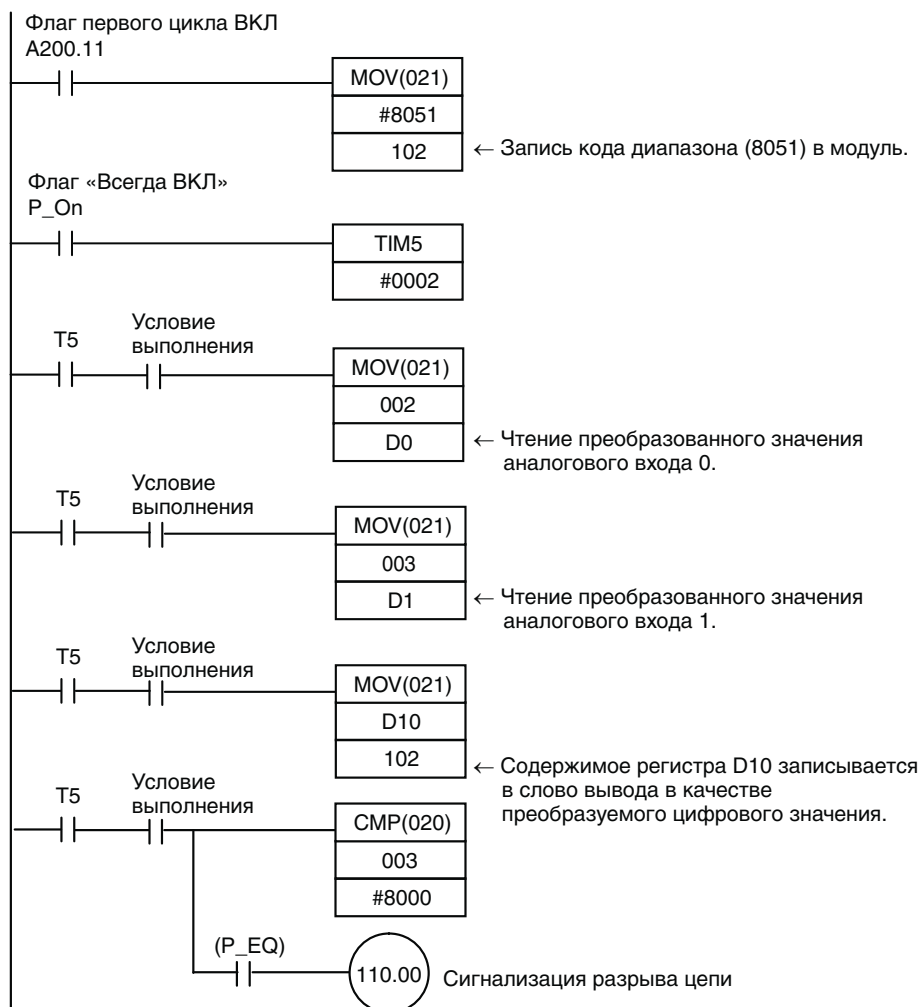 Флаг первого цикла ВКЛ
A200.11
MOV(021)
#8051
102
← Запись кода диапазона (8051) в модуль.
Флаг «Всегда ВКЛ»
P_On
TIM5
#0002
T5
Условие
выполнения
MOV(021)
002
D0
← Чтение преобразованного значения
аналогового входа 0.
T5
Условие
выполнения
MOV(021)
003
D1
← Чтение преобразованного значения
аналогового входа 1.
T5
Условие
выполнения
MOV(021)
D10
102
← Содержимое регистра D10 записывается
в слово вывода в качестве
преобразуемого цифрового значения.
T5
Условие
выполнения
CMP(020)
003
#8000
(P_EQ)
110.00
Сигнализация разрыва цепи